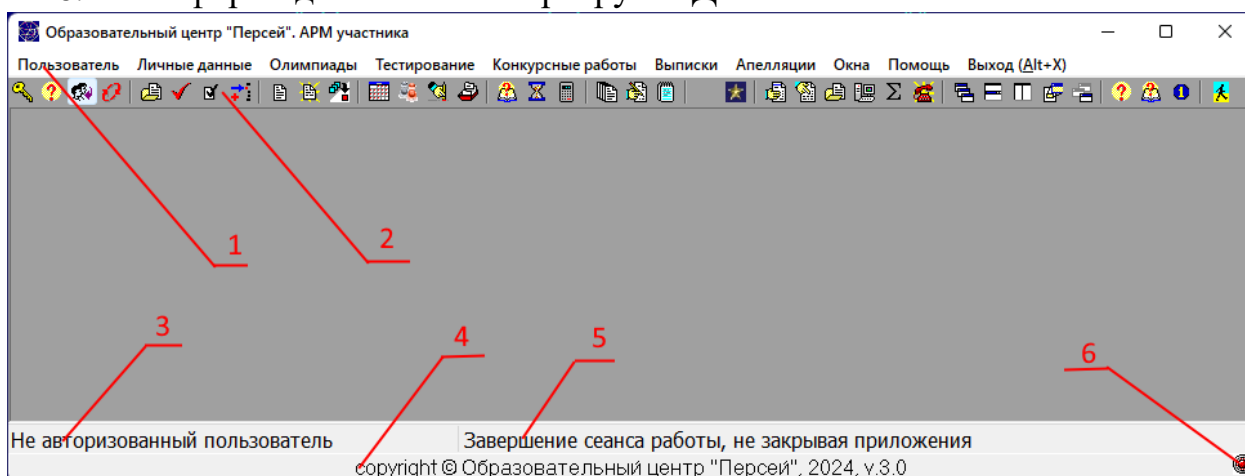 Образовательный центр "Персей". АРМ участника
Пользователь Личные данные Олимпиады Тестирование Конкурсные работы Выписки Апелляции Окна Помощь Выход (Alt+X)
1
2
3
4
5
6
Не авторизованный пользователь Завершение сеанса работы, не закрывая приложения
copyright © Образовательный центр "Персей", 2024, v.3.0